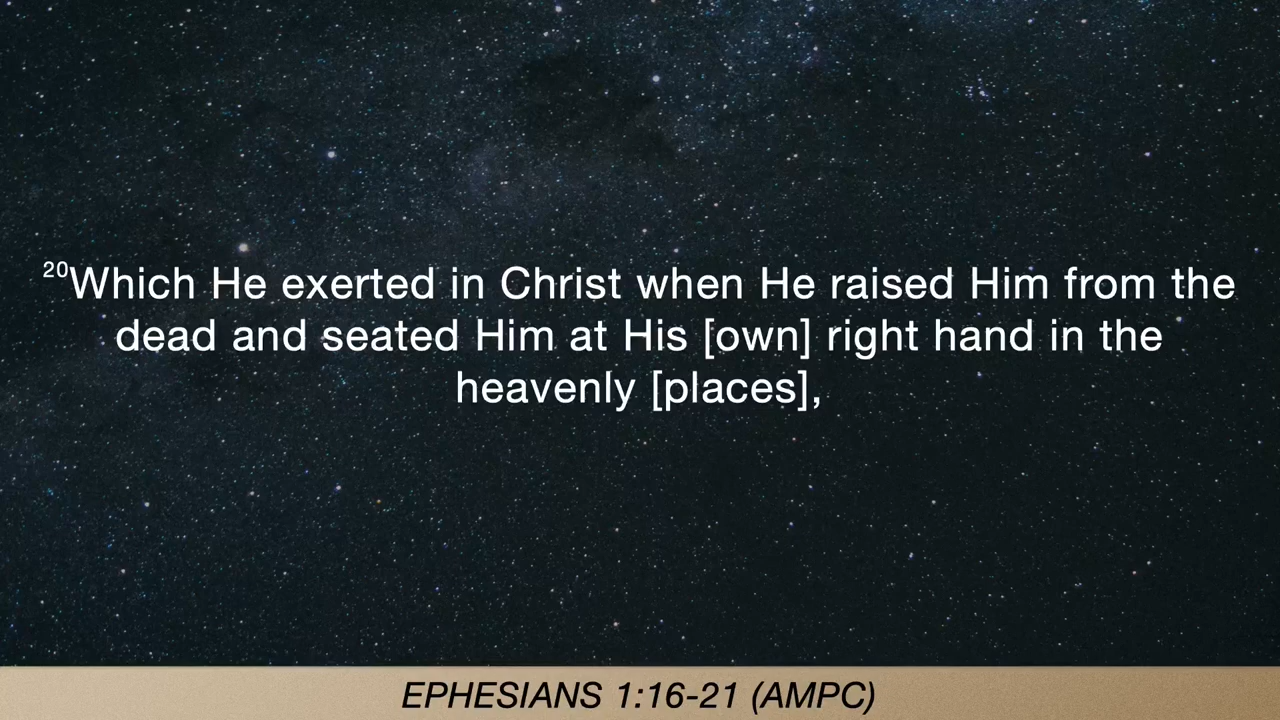 20Which He exerted in Christ when He raised Him from the
dead and seated Him at His [own] right hand in the
heavenly [places],
EPHESIANS 1:16-21 (AMPC)